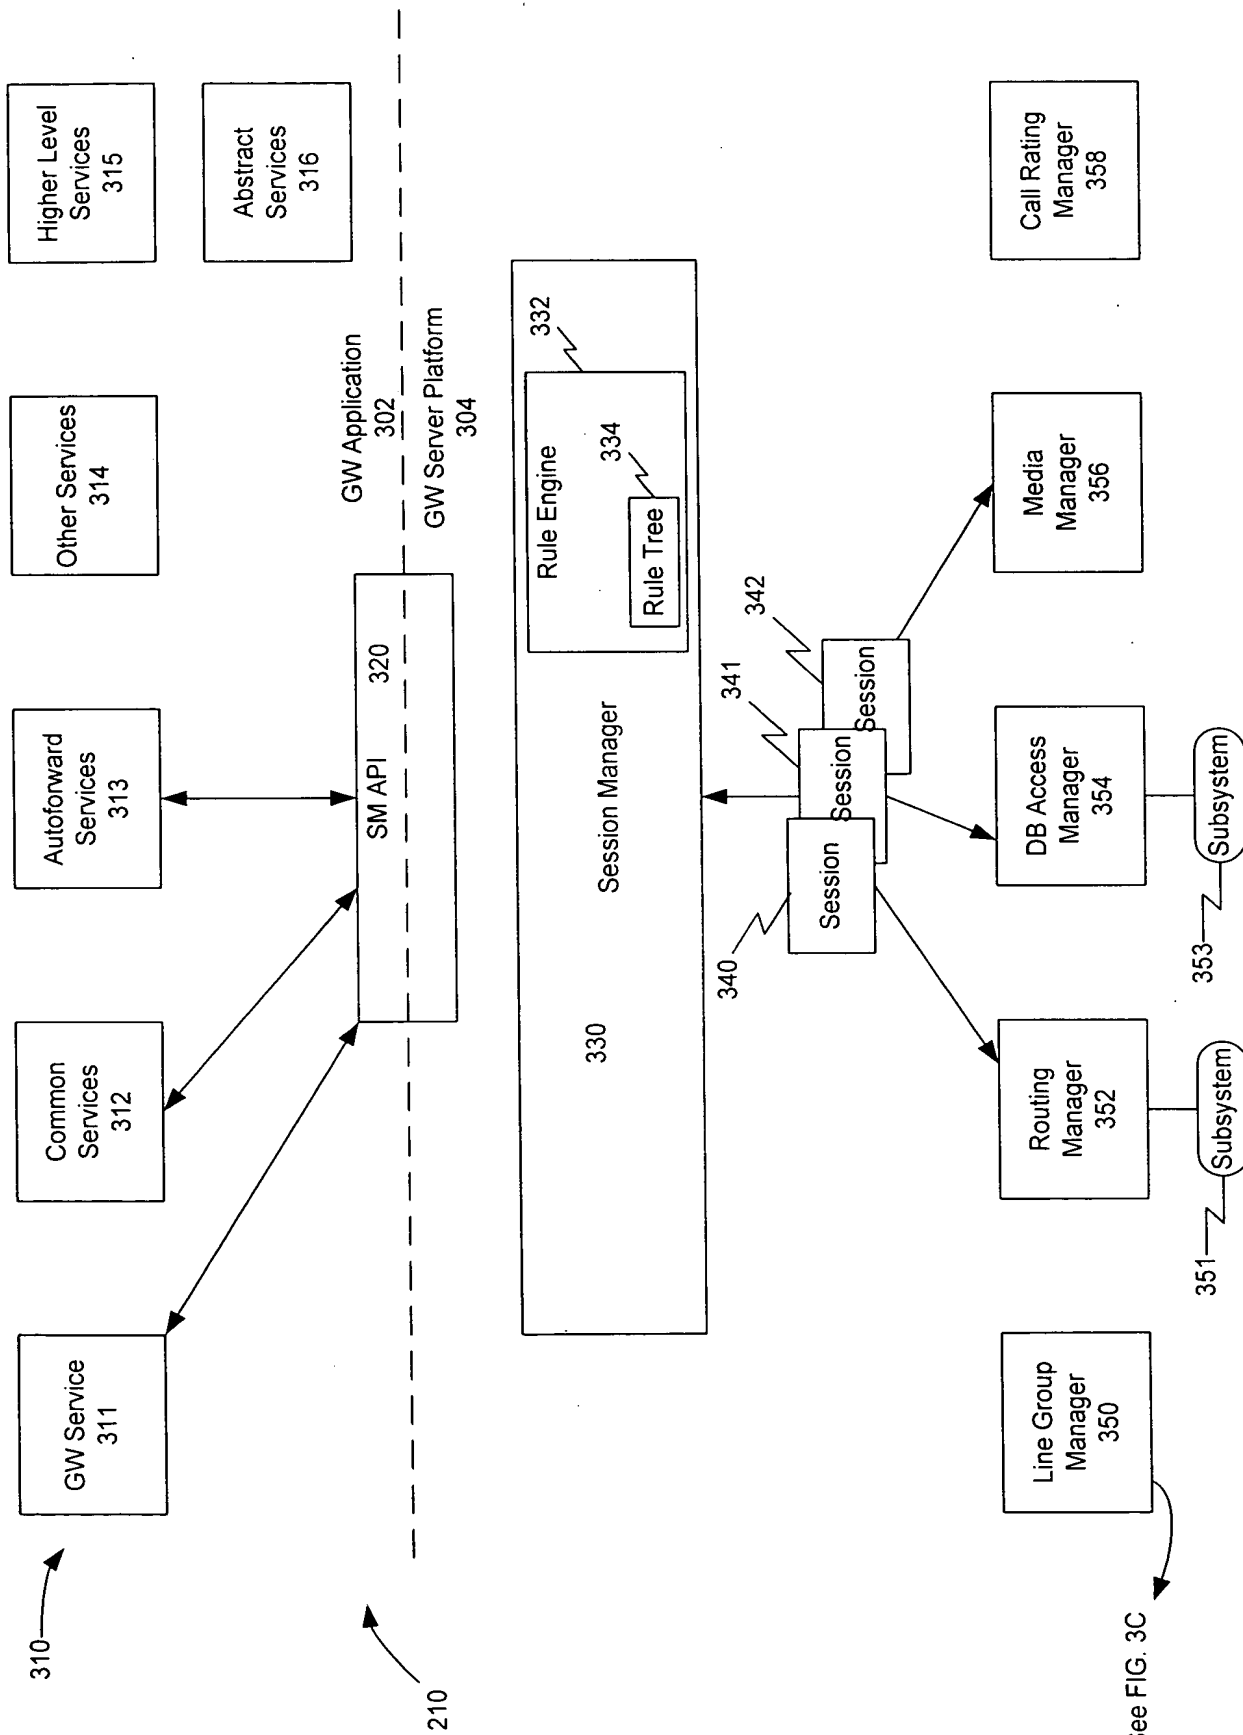 310
GW Service
311
Common
Services
312
Autoforward
Services
313
Other Services
314
Higher Level
Services
315
Abstract
Services
316
210
SM API
320
GW Application
302
GW Server Platform
304
330
Session Manager
Rule Engine
332
Rule Tree
334
340
Session
341
Session
342
Session
Line Group
Manager
350
See FIG. 3C
Routing
Manager
352
351
Subsystem
DB Access
Manager
354
353
Subsystem
Media
Manager
356
Call Rating
Manager
358